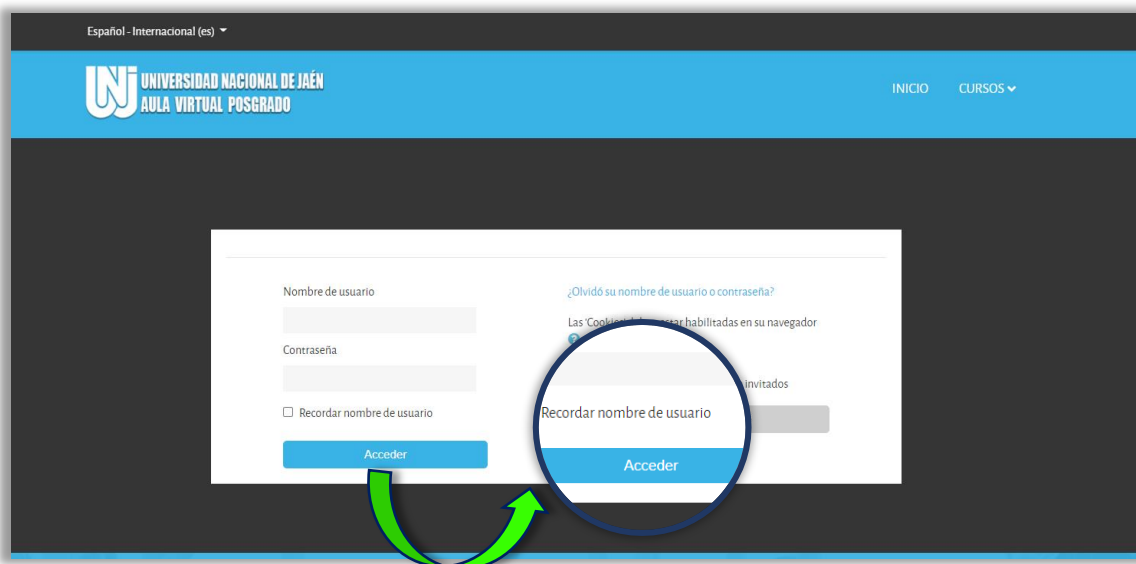 Español - Internacional (es)
UNIVERSIDAD NACIONAL DE JAÉN
AULA VIRTUAL POSGRADO
INICIO CURSOS
Nombre de usuario
Contraseña
Recordar nombre de usuario
Acceder
¿Olvidó su nombre de usuario o contraseña?
Las 'Cookies' habilitadas en su navegador
invitados
Recordar nombre de usuario
Acceder